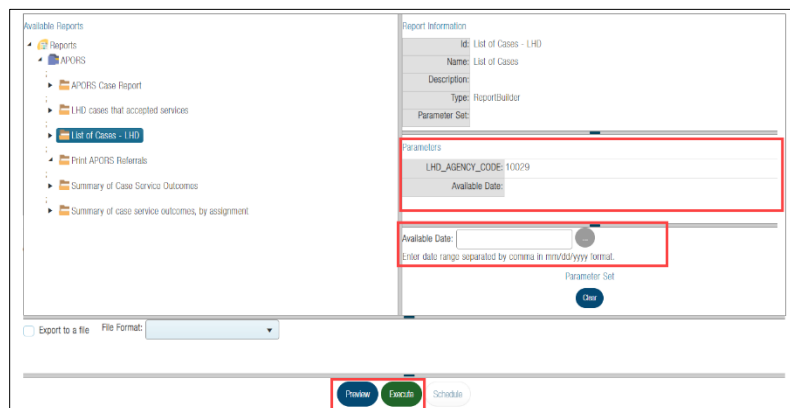 Available Reports
Reports
APORS
APORS Case Report
LHD cases that accepted services
List of Cases - LHD
Print APORS Referrals
Summary of Case Service Outcomes
Summary of case service outcomes, by assignment
Report Information
Id: List of Cases - LHD
Name: List of Cases
Description:
Type: ReportBuilder
Parameter Set:
Parameters
LHD_AGENCY_CODE: 10029
Available Date:
Available Date: ...
Enter date range separated by comma in mm/dd/yyyy format.
Parameter Set
Clear
Export to a file File Format:
Preview Execute Schedule